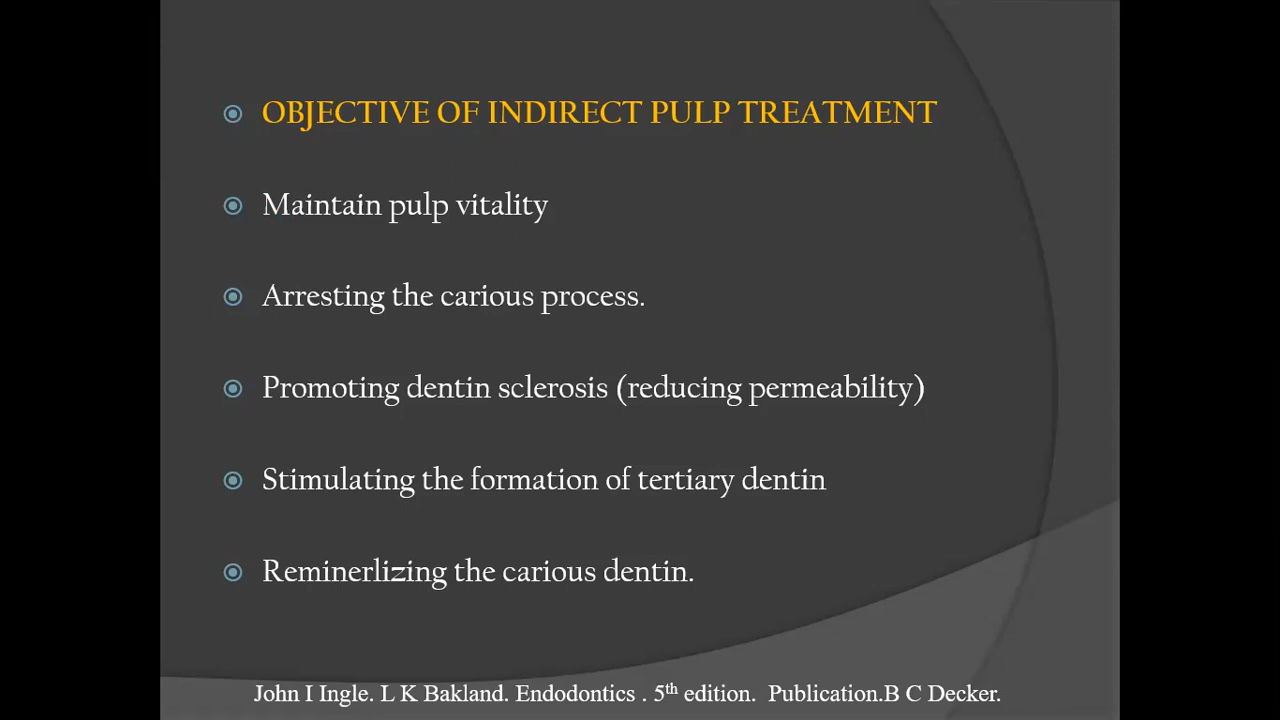 OBJECTIVE OF INDIRECT PULP TREATMENT
Maintain pulp vitality
Arresting the carious process.
Promoting dentin sclerosis (reducing permeability)
Stimulating the formation of tertiary dentin
Reminerlizing the carious dentin.
John I Ingle. L K Bakland. Endodontics . 5th edition. Publication.B C Decker.